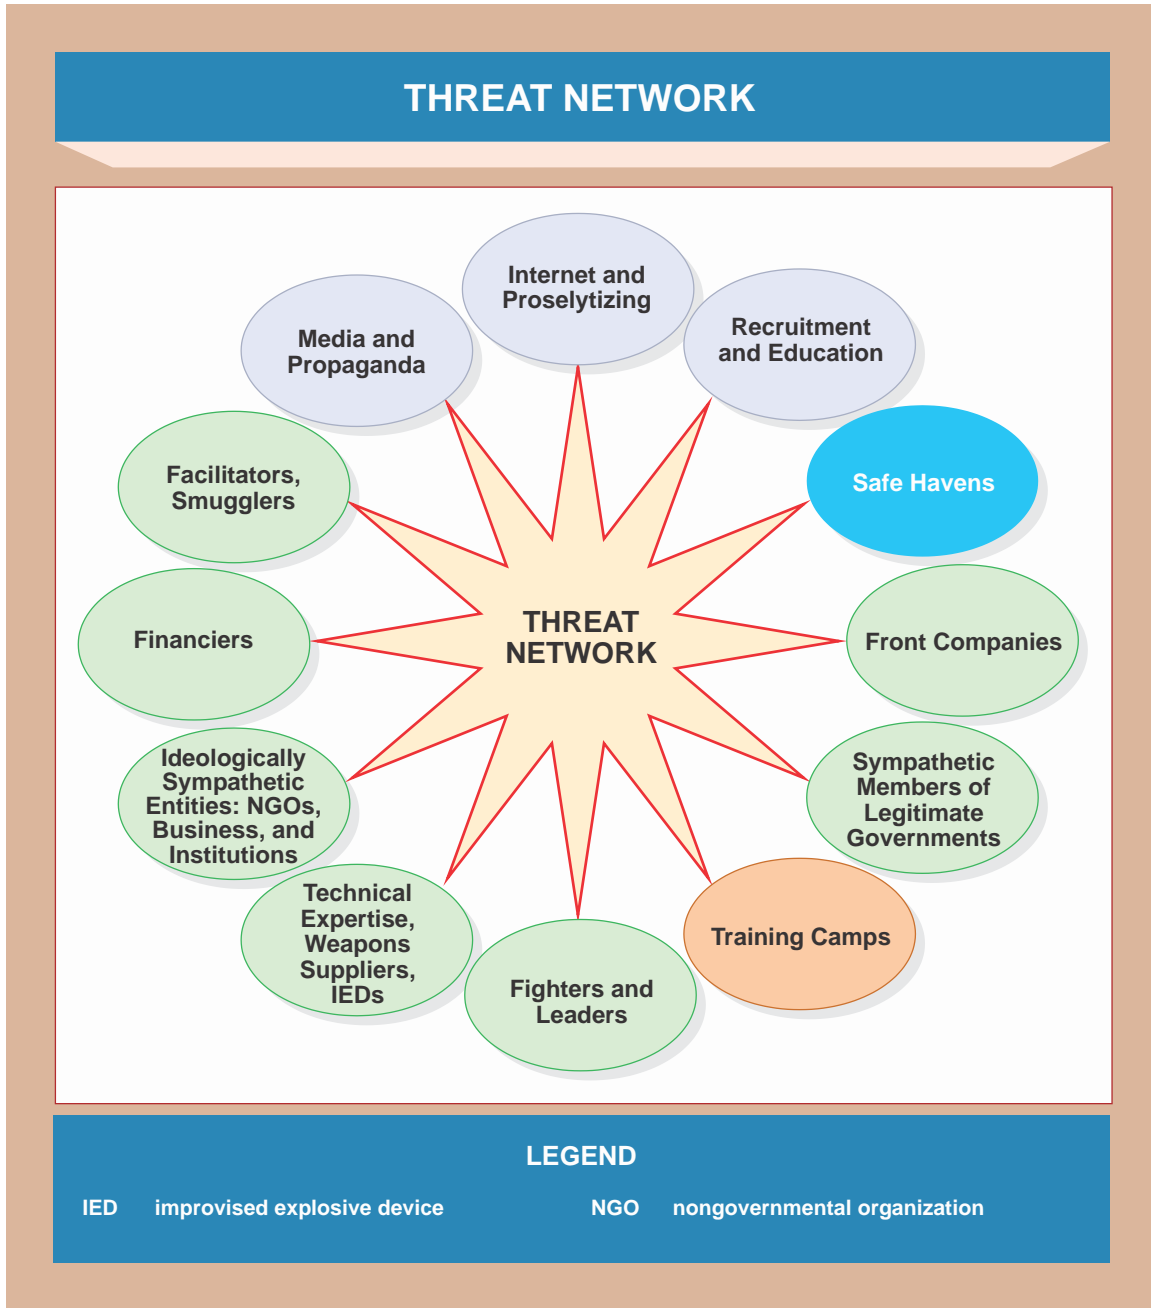 THREAT NETWORK
Internet and
Proselytizing
Media and
Propaganda
Recruitment
and Education
Facilitators,
Smugglers
Safe Havens
Financiers
THREAT
NETWORK
Front Companies
Ideologically
Sympathetic
Entities: NGOs,
Business, and
Institutions
Sympathetic
Members of
Legitimate
Governments
Technical
Expertise,
Weapons
Suppliers,
IEDs
Fighters and
Leaders
Training Camps
LEGEND
IED improvised explosive device
NGO nongovernmental organization